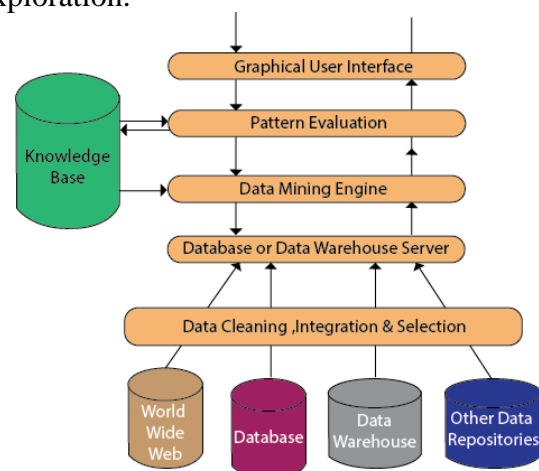 xploration.
Graphical User Interface
Pattern Evaluation
Knowledge
Base
Data Mining Engine
Database or Data Warehouse Server
Data Cleaning ,Integration & Selection
World
Wide
Web
Database
Data
Warehouse
Other Data
Repositories